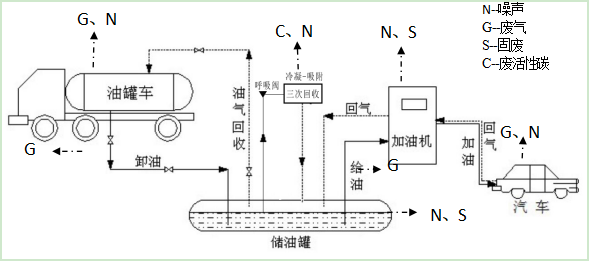 N--噪声
G--废气
S--固废
C--废活性碳
G、N
C、N
N、S
油罐车
油气回收
呼吸阀
冷凝-吸附
三次回收
回气
加油机
回气
加油
G、N
G
卸油
给油
G
汽车
N、S
储油罐